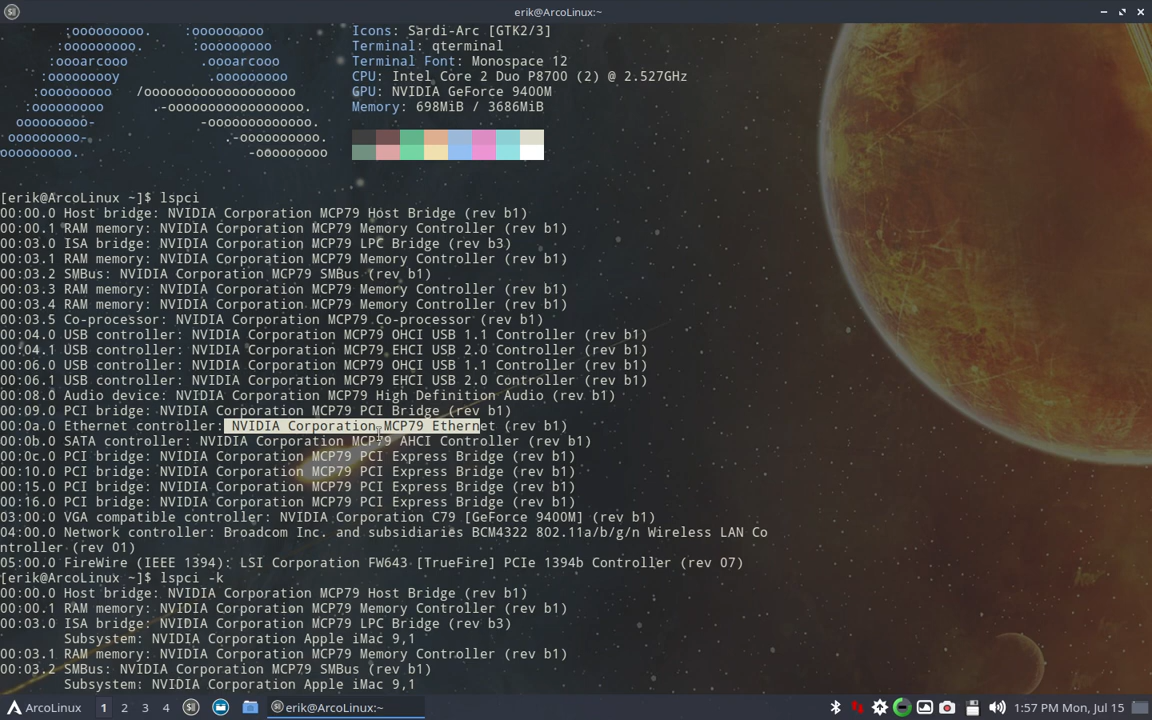 erik@ArcoLinux:~
:ooooooooo. :oooooooo Icons: Sardi-Arc [GTK2/3]
:oooooooooo. :ooooooooo Terminal: qterminal
:oooarcooo .oooarcooo Terminal Font: Monospace 12
:ooooooooy .ooooooooo CPU: Intel Core 2 Duo P8700 (2) @ 2.527GHz
:ooooooooo /ooooooooooooooooooo GPU: NVIDIA GeForce 9400M
:ooooooooo .-ooooooooooooooooo. Memory: 698MiB / 3686MiB
ooooooooo- -ooooooooooooo.
ooooooooo- .-oooooooooo.
ooooooooo. -ooooooooo
[erik@ArcoLinux ~]$ lspci
00:00.0 Host bridge: NVIDIA Corporation MCP79 Host Bridge (rev b1)
00:00.1 RAM memory: NVIDIA Corporation MCP79 Memory Controller (rev b1)
00:03.0 ISA bridge: NVIDIA Corporation MCP79 LPC Bridge (rev b3)
00:03.1 RAM memory: NVIDIA Corporation MCP79 Memory Controller (rev b1)
00:03.2 SMBus: NVIDIA Corporation MCP79 SMBus (rev b1)
00:03.3 RAM memory: NVIDIA Corporation MCP79 Memory Controller (rev b1)
00:03.4 RAM memory: NVIDIA Corporation MCP79 Memory Controller (rev b1)
00:03.5 Co-processor: NVIDIA Corporation MCP79 Co-processor (rev b1)
00:04.0 USB controller: NVIDIA Corporation MCP79 OHCI USB 1.1 Controller (rev b1)
00:04.1 USB controller: NVIDIA Corporation MCP79 EHCI USB 2.0 Controller (rev b1)
00:06.0 USB controller: NVIDIA Corporation MCP79 OHCI USB 1.1 Controller (rev b1)
00:06.1 USB controller: NVIDIA Corporation MCP79 EHCI USB 2.0 Controller (rev b1)
00:08.0 Audio device: NVIDIA Corporation MCP79 High Definition Audio (rev b1)
00:09.0 PCI bridge: NVIDIA Corporation MCP79 PCI Bridge (rev b1)
00:0a.0 Ethernet controller: NVIDIA Corporation MCP79 Ethernet (rev b1)
00:0b.0 SATA controller: NVIDIA Corporation MCP79 AHCI Controller (rev b1)
00:0c.0 PCI bridge: NVIDIA Corporation MCP79 PCI Express Bridge (rev b1)
00:10.0 PCI bridge: NVIDIA Corporation MCP79 PCI Express Bridge (rev b1)
00:15.0 PCI bridge: NVIDIA Corporation MCP79 PCI Express Bridge (rev b1)
00:16.0 PCI bridge: NVIDIA Corporation MCP79 PCI Express Bridge (rev b1)
03:00.0 VGA compatible controller: NVIDIA Corporation C79 [GeForce 9400M] (rev b1)
04:00.0 Network controller: Broadcom Inc. and subsidiaries BCM4322 802.11a/b/g/n Wireless LAN Co
ntroller (rev 01)
05:00.0 FireWire (IEEE 1394): LSI Corporation FW643 [TrueFire] PCIe 1394b Controller (rev 07)
[erik@ArcoLinux ~]$ lspci -k
00:00.0 Host bridge: NVIDIA Corporation MCP79 Host Bridge (rev b1)
00:00.1 RAM memory: NVIDIA Corporation MCP79 Memory Controller (rev b1)
00:03.0 ISA bridge: NVIDIA Corporation MCP79 LPC Bridge (rev b3)
Subsystem: NVIDIA Corporation Apple iMac 9,1
00:03.1 RAM memory: NVIDIA Corporation MCP79 Memory Controller (rev b1)
00:03.2 SMBus: NVIDIA Corporation MCP79 SMBus (rev b1)
Subsystem: NVIDIA Corporation Apple iMac 9,1
ArcoLinux 1 2 3 4 erik@ArcoLinux:~ 1:57 PM Mon, Jul 15